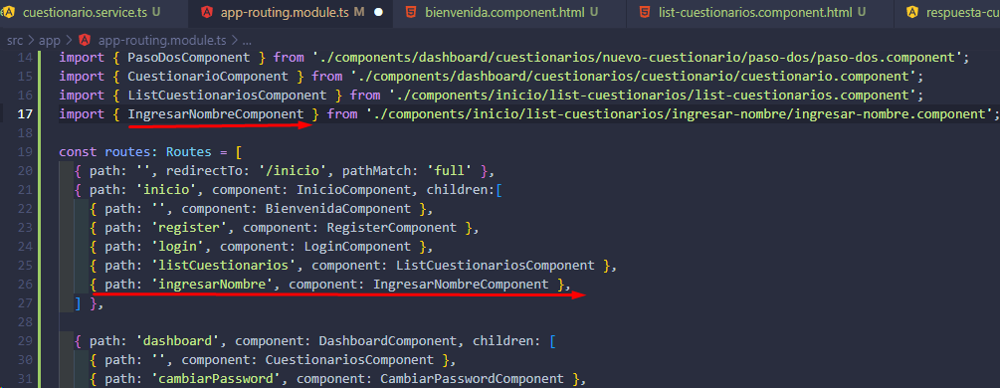 cuestionario.service.ts U app-routing.module.ts M bienvenida.component.html U list-cuestionarios.component.html U respuesta-cu
src > app > app-routing.module.ts > ...
14 import { PasoDosComponent } from './components/dashboard/cuestionarios/nuevo-cuestionario/paso-dos/paso-dos.component';
15 import { CuestionarioComponent } from './components/dashboard/cuestionarios/cuestionario/cuestionario.component';
16 import { ListCuestionariosComponent } from './components/inicio/list-cuestionarios/list-cuestionarios.component';
17 import { IngresarNombreComponent } from './components/inicio/list-cuestionarios/ingresar-nombre/ingresar-nombre.component';
18
19 const routes: Routes = [
20 { path: '', redirectTo: '/inicio', pathMatch: 'full' },
21 { path: 'inicio', component: InicioComponent, children:[
22 { path: '', component: BienvenidaComponent },
23 { path: 'register', component: RegisterComponent },
24 { path: 'login', component: LoginComponent },
25 { path: 'listCuestionarios', component: ListCuestionariosComponent },
26 { path: 'ingresarNombre', component: IngresarNombreComponent },
27 ] },
28
29 { path: 'dashboard', component: DashboardComponent, children: [
30 { path: '', component: CuestionariosComponent },
31 { path: 'cambiarPassword', component: CambiarPasswordComponent },